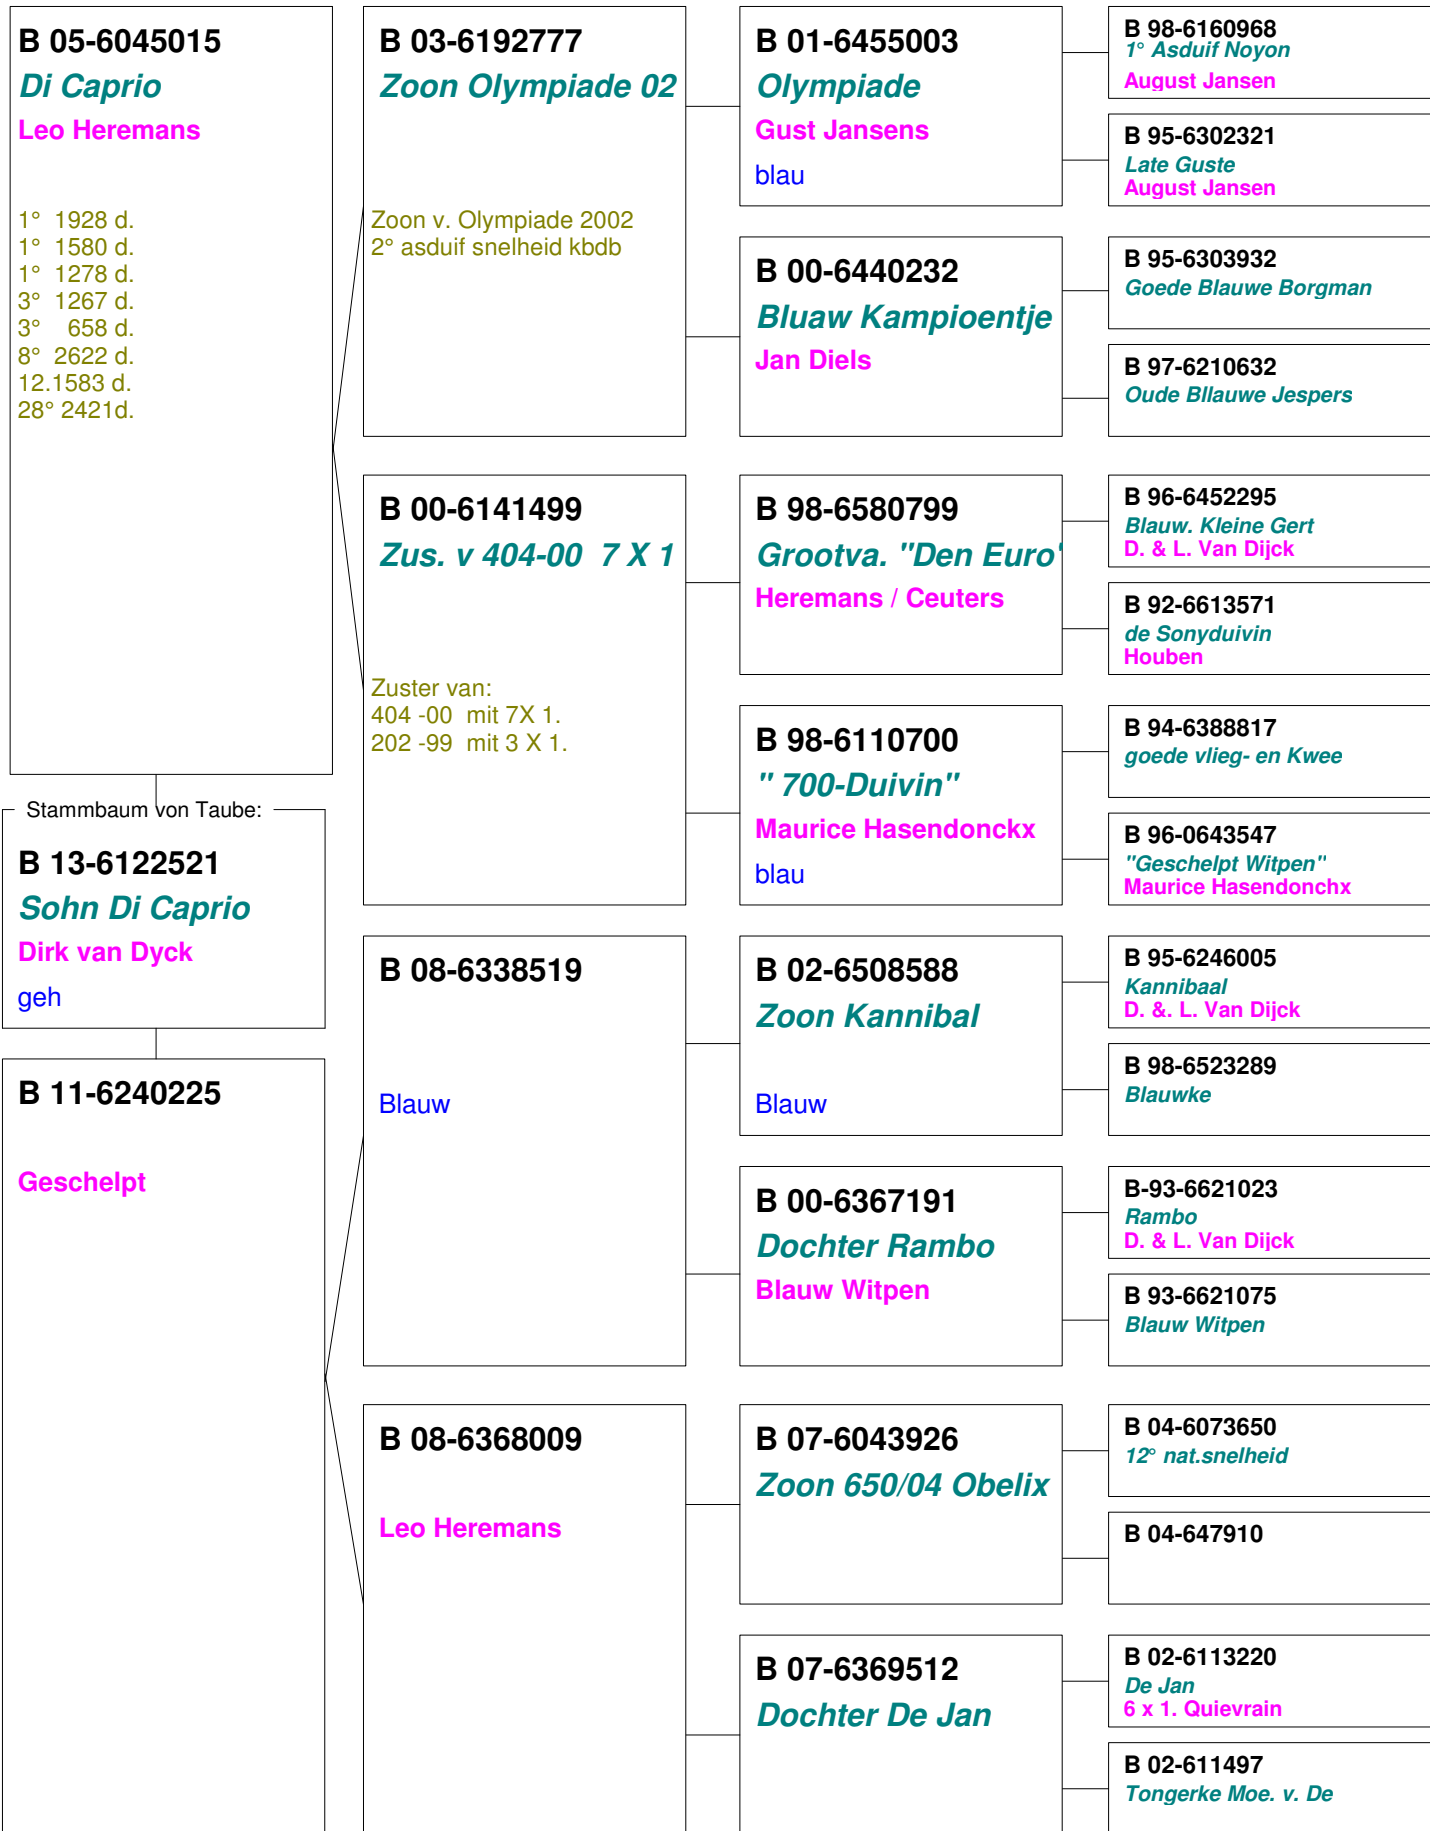 B 05-6045015
Di Caprio
Leo Heremans
1° 1928 d.
1° 1580 d.
1° 1278 d.
3° 1267 d.
3° 658 d.
8° 2622 d.
12.1583 d.
28° 2421d.
Stammbaum von Taube:
B 13-6122521
Sohn Di Caprio
Dirk van Dyck
geh
B 11-6240225
Geschelpt
B 03-6192777
Zoon Olympiade 02
Zoon v. Olympiade 2002
2° asduif snelheid kbdb
B 00-6141499
Zus. v 404-00 7 X 1
Zuster van:
404 -00 mit 7X 1.
202 -99 mit 3 X 1.
B 08-6338519
Blauw
B 08-6368009
Leo Heremans
B 01-6455003
Olympiade
Gust Jansens
blau
B 00-6440232
Bluaw Kampioentje
Jan Diels
B 98-6580799
Grootva. "Den Euro"
Heremans / Ceuters
B 98-6110700
" 700-Duivin"
Maurice Hasendonckx
blau
B 02-6508588
Zoon Kannibal
Blauw
B 00-6367191
Dochter Rambo
Blauw Witpen
B 07-6043926
Zoon 650/04 Obelix
B 07-6369512
Dochter De Jan
B 98-6160968
1° Asduif Noyon
August Jansen
B 95-6302321
Late Guste
August Jansen
B 95-6303932
Goede Blauwe Borgman
B 97-6210632
Oude Bllauwe Jespers
B 96-6452295
Blauw. Kleine Gert
D. & L. Van Dijck
B 92-6613571
de Sonyduivin
Houben
B 94-6388817
goede vlieg- en Kwee
B 96-0643547
"Geschelpt Witpen"
Maurice Hasendonchx
B 95-6246005
Kannibaal
D. &. L. Van Dijck
B 98-6523289
Blauwke
B-93-6621023
Rambo
D. & L. Van Dijck
B 93-6621075
Blauw Witpen
B 04-6073650
12° nat.snelheid
B 04-647910
B 02-6113220
De Jan
6 x 1. Quievrain
B 02-611497
Tongerke Moe. v. De